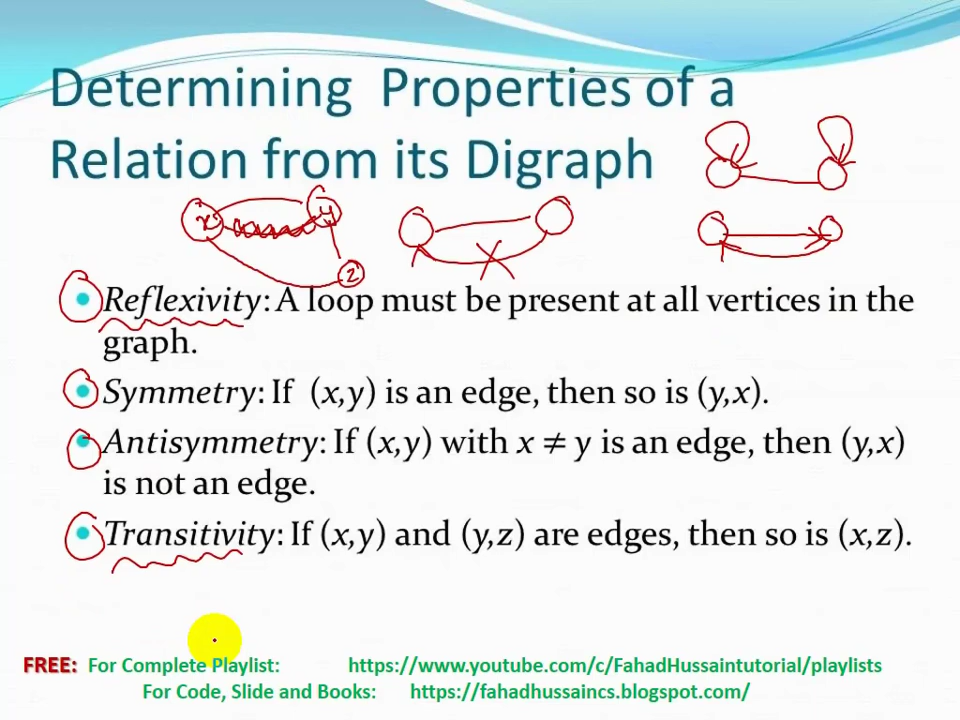 Determining Properties of a
Relation from its Digraph
x y
z
Reflexivity: A loop must be present at all vertices in the
graph.
Symmetry: If (x,y) is an edge, then so is (y,x).
Antisymmetry: If (x,y) with x ≠ y is an edge, then (y,x)
is not an edge.
Transitivity: If (x,y) and (y,z) are edges, then so is (x,z).
FREE: For Complete Playlist: https://www.youtube.com/c/FahadHussaintutorial/playlists
For Code, Slide and Books: https://fahadhussaincs.blogspot.com/